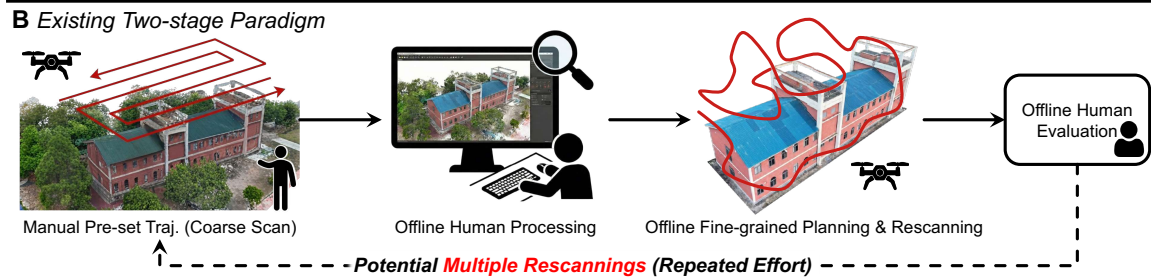 B Existing Two-stage Paradigm
Offline Human
Evaluation
Manual Pre-set Traj. (Coarse Scan)
Offline Human Processing
Offline Fine-grained Planning & Rescanning
Potential Multiple Rescannings (Repeated Effort)